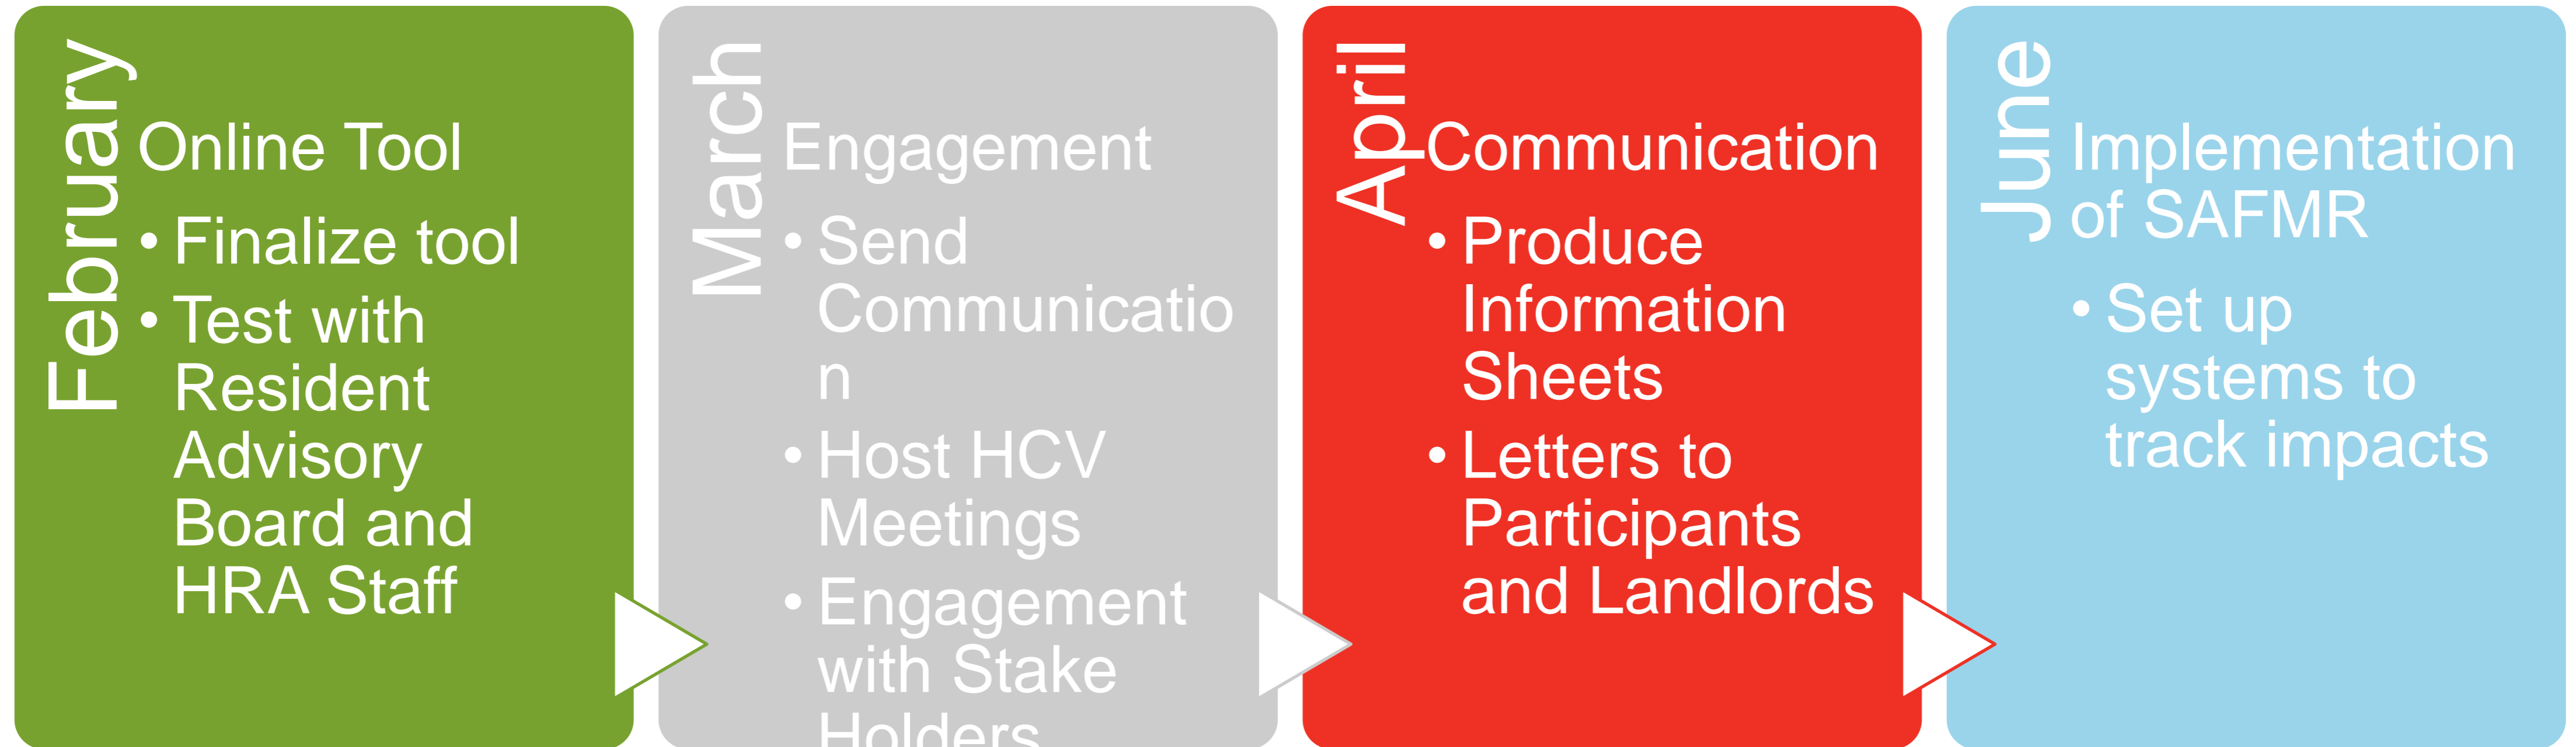 February
Online Tool
• Finalize tool
• Test with
Resident
Advisory
Board and
HRA Staff
March
Engagement
• Send
Communicatio
n
• Host HCV
Meetings
• Engagement
with Stake
Holders
April
Communication
• Produce
Information
Sheets
• Letters to
Participants
and Landlords
June
Implementation
of SAFMR
• Set up
systems to
track impacts